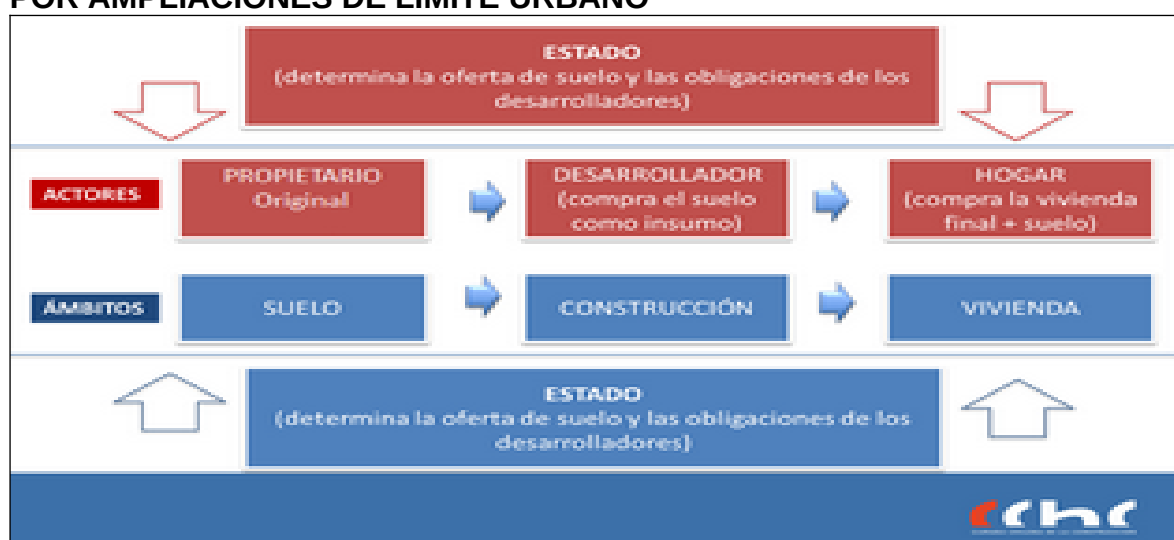 POR AMPLIACIONES DE LÍMITE URBANO
ESTADO
(determina la oferta de suelo y las obligaciones de los
desarrolladores)
ACTORES
PROPIETARIO
Original
DESARROLLADOR
(compra el suelo
como insumo)
HOGAR
(compra la vivienda
final + suelo)
ÁMBITOS
SUELO
CONSTRUCCIÓN
VIVIENDA
ESTADO
(determina la oferta de suelo y las obligaciones de los
desarrolladores)
cchc